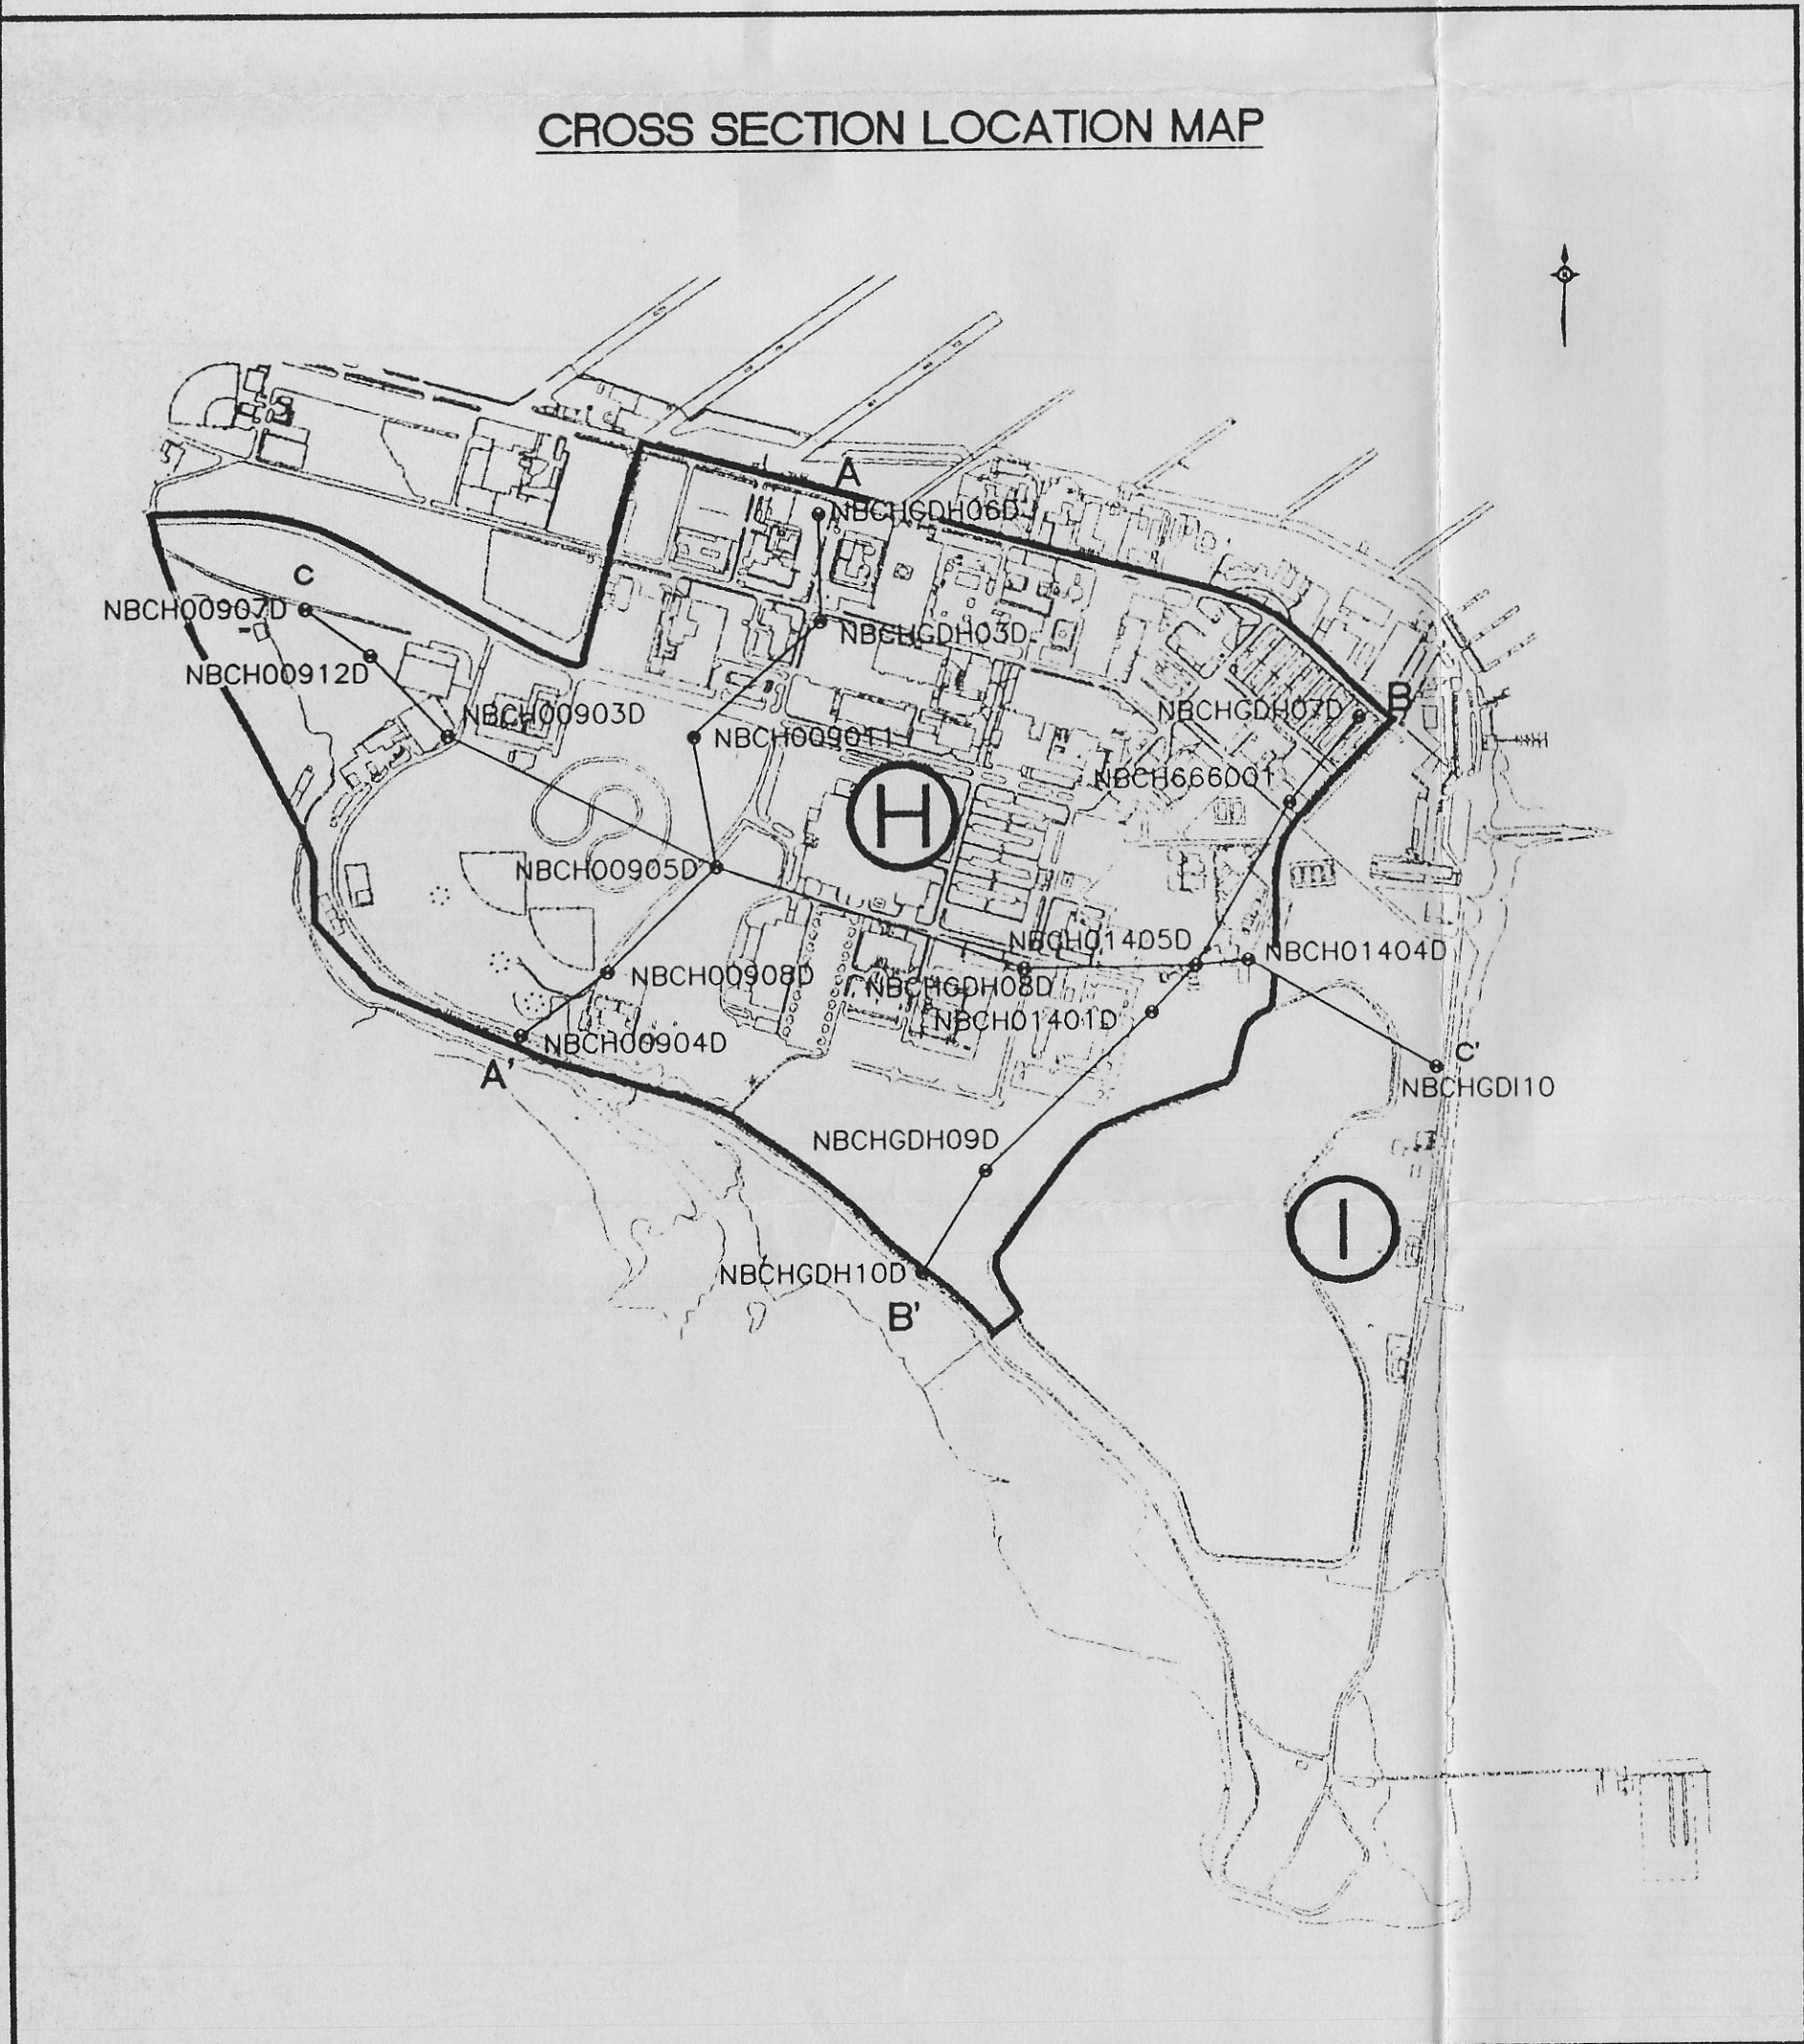 CROSS SECTION LOCATION MAP
N
A
NBCHGDH06D
C
NBCH00907D
NBCHGDH03D
NBCH00912D
B
NBCHGDH07D
NBCH00903D
NBCH009011
NBCH666001
H
NBCH00905D
NBCH01405D
NBCH01404D
NBCH00908D
NBCHGDH08D
NBCH01401D
NBCH00904D
C'
A'
NBCHGDI10
NBCHGDH09D
I
NBCHGDH10D
B'